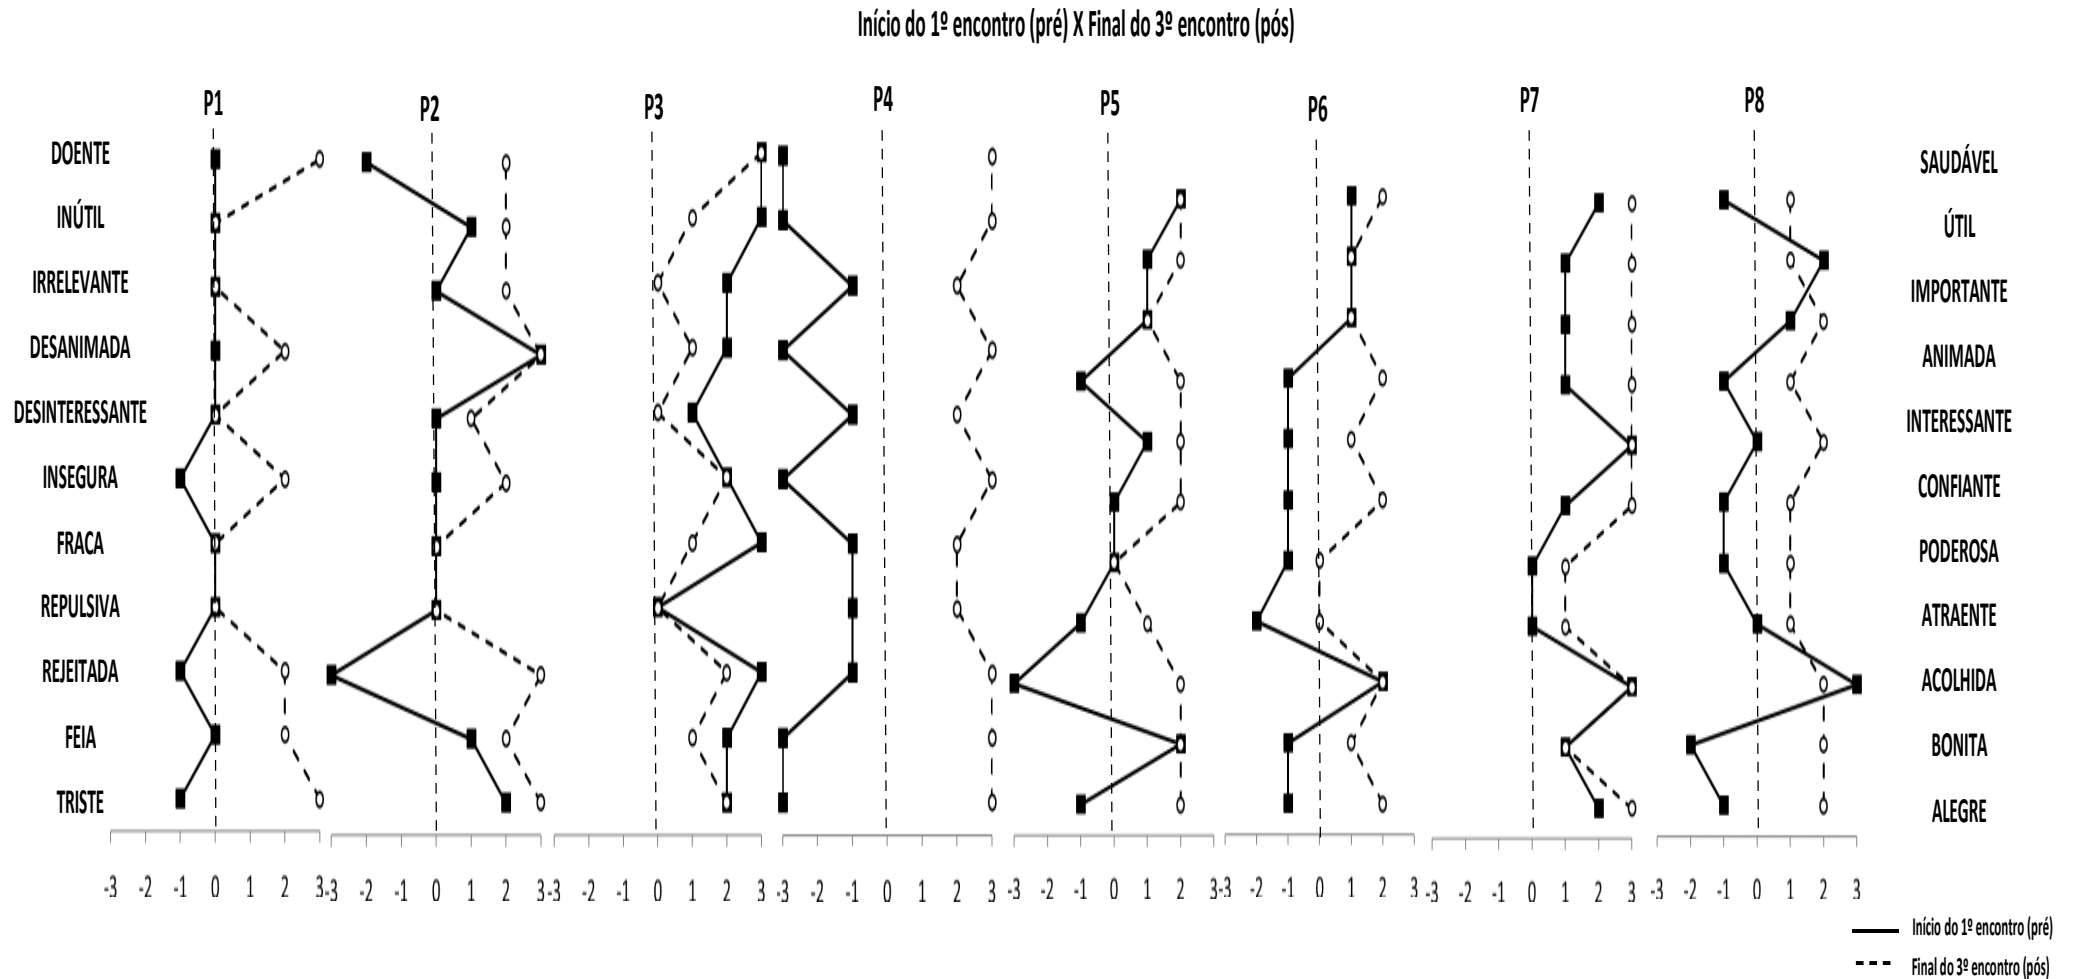 Início do 1º encontro (pré) X Final do 3º encontro (pós)
P1 P2 P3 P4 P5 P6 P7 P8
DOENTE SAUDÁVEL
INÚTIL ÚTIL
IRRELEVANTE IMPORTANTE
DESANIMADA ANIMADA
DESINTERESSANTE INTERESSANTE
INSEGURA CONFIANTE
FRACA PODEROSA
REPULSIVA ATRAENTE
REJEITADA ACOLHIDA
FEIA BONITA
TRISTE ALEGRE
-3 -2 -1 0 1 2 3 -3 -2 -1 0 1 2 3 -3 -2 -1 0 1 2 3 -3 -2 -1 0 1 2 3 -3 -2 -1 0 1 2 3 -3 -2 -1 0 1 2 3 -3 -2 -1 0 1 2 3 -3 -2 -1 0 1 2 3
Início do 1º encontro (pré)
Final do 3º encontro (pós)